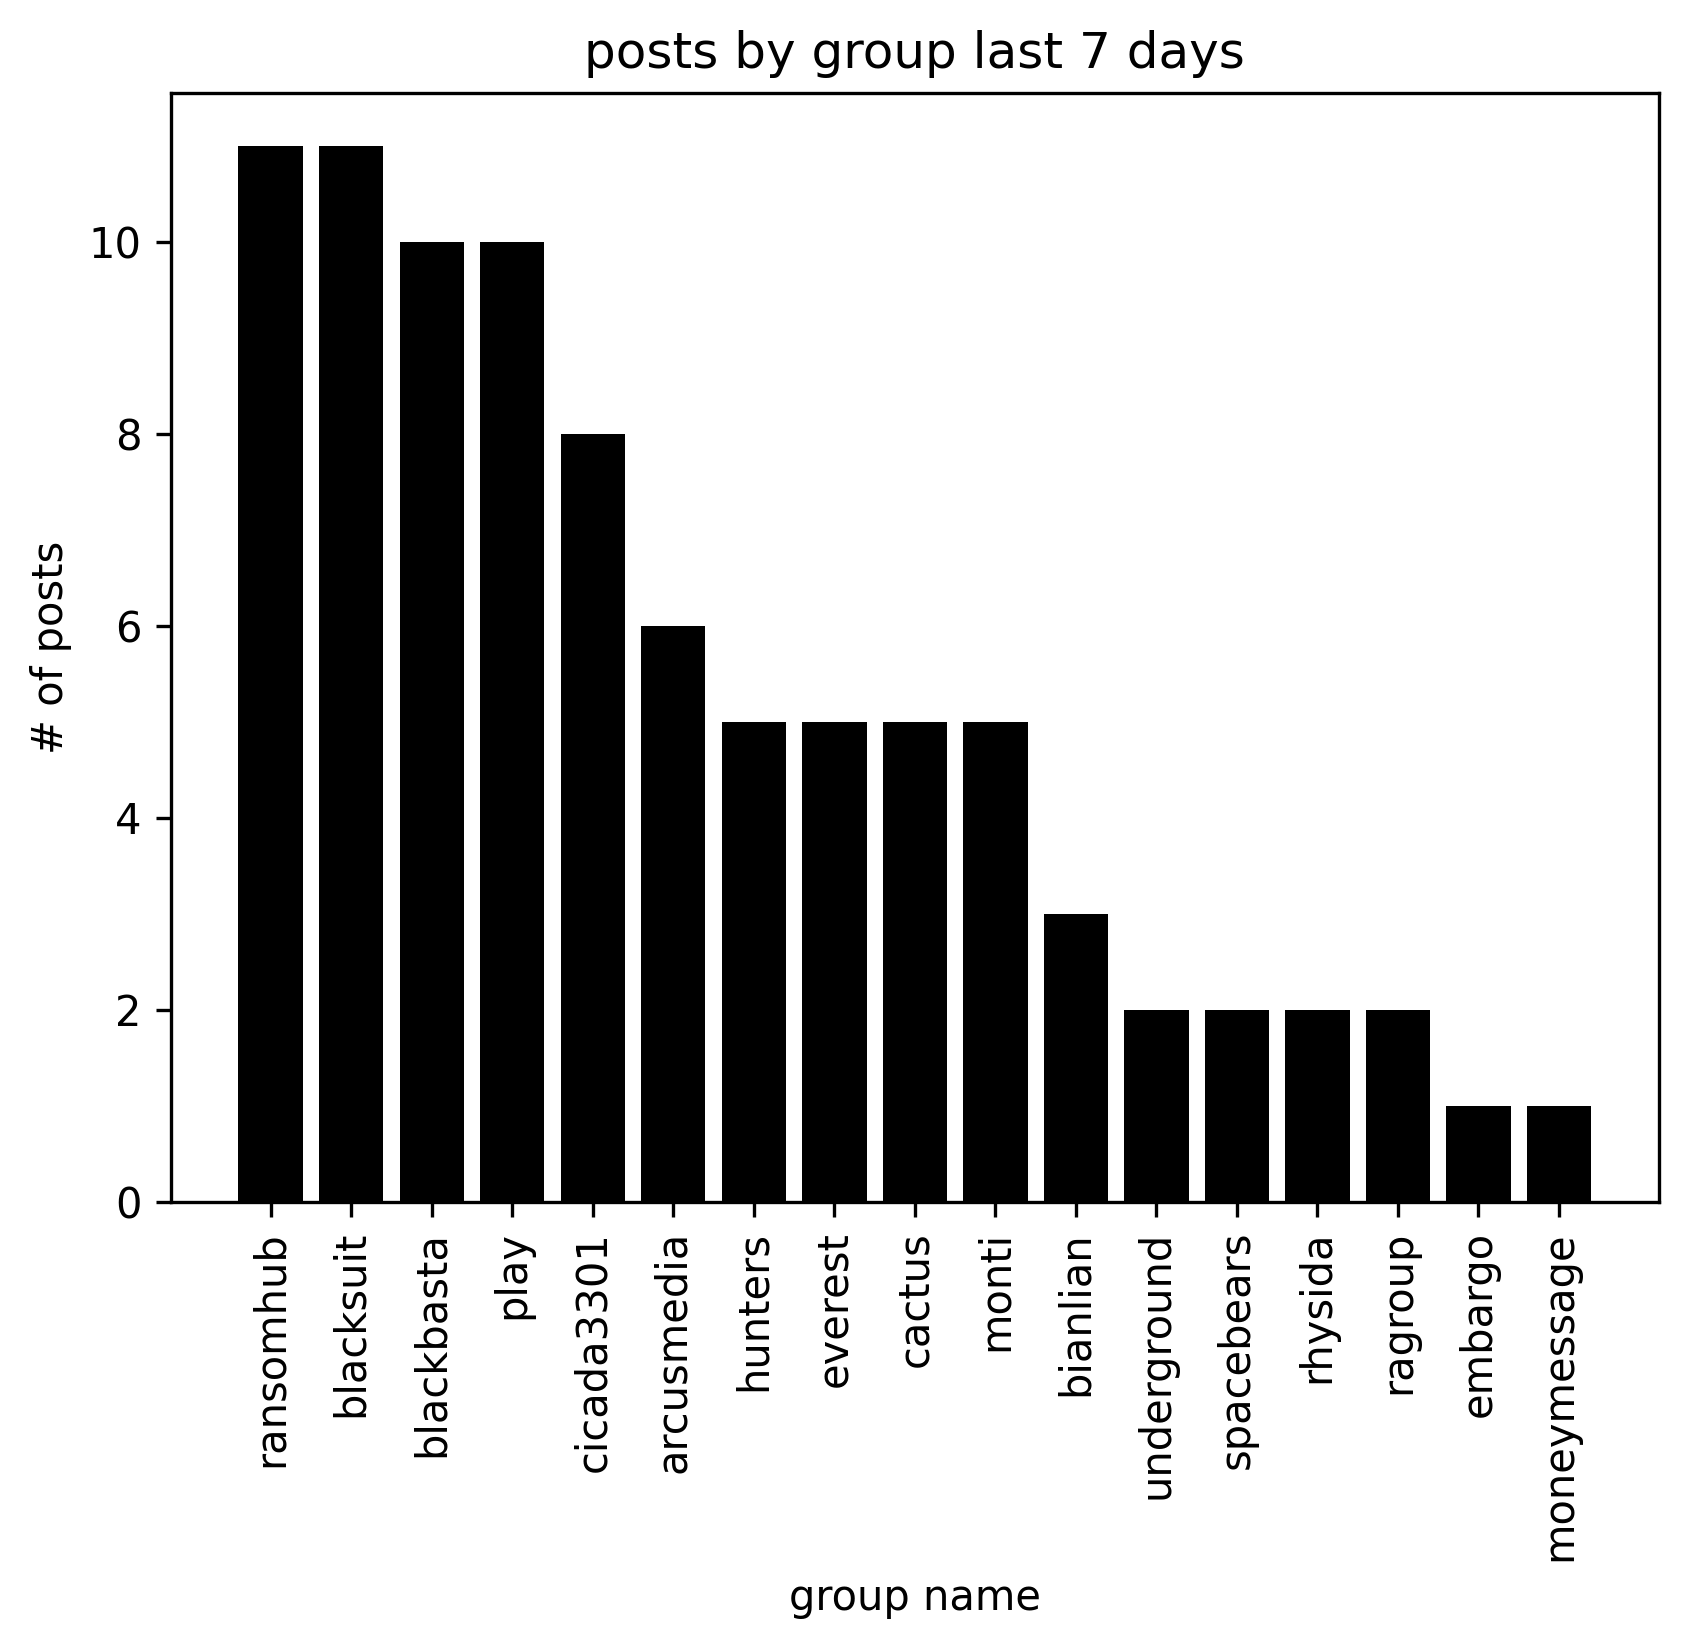 posts by group last 7 days
# of posts
10
8
6
4
2
0
ransomhub
blacksuit
blackbasta
play
cicada3301
arcusmedia
hunters
everest
cactus
monti
bianlian
underground
spacebears
rhysida
ragroup
embargo
moneymessage
group name